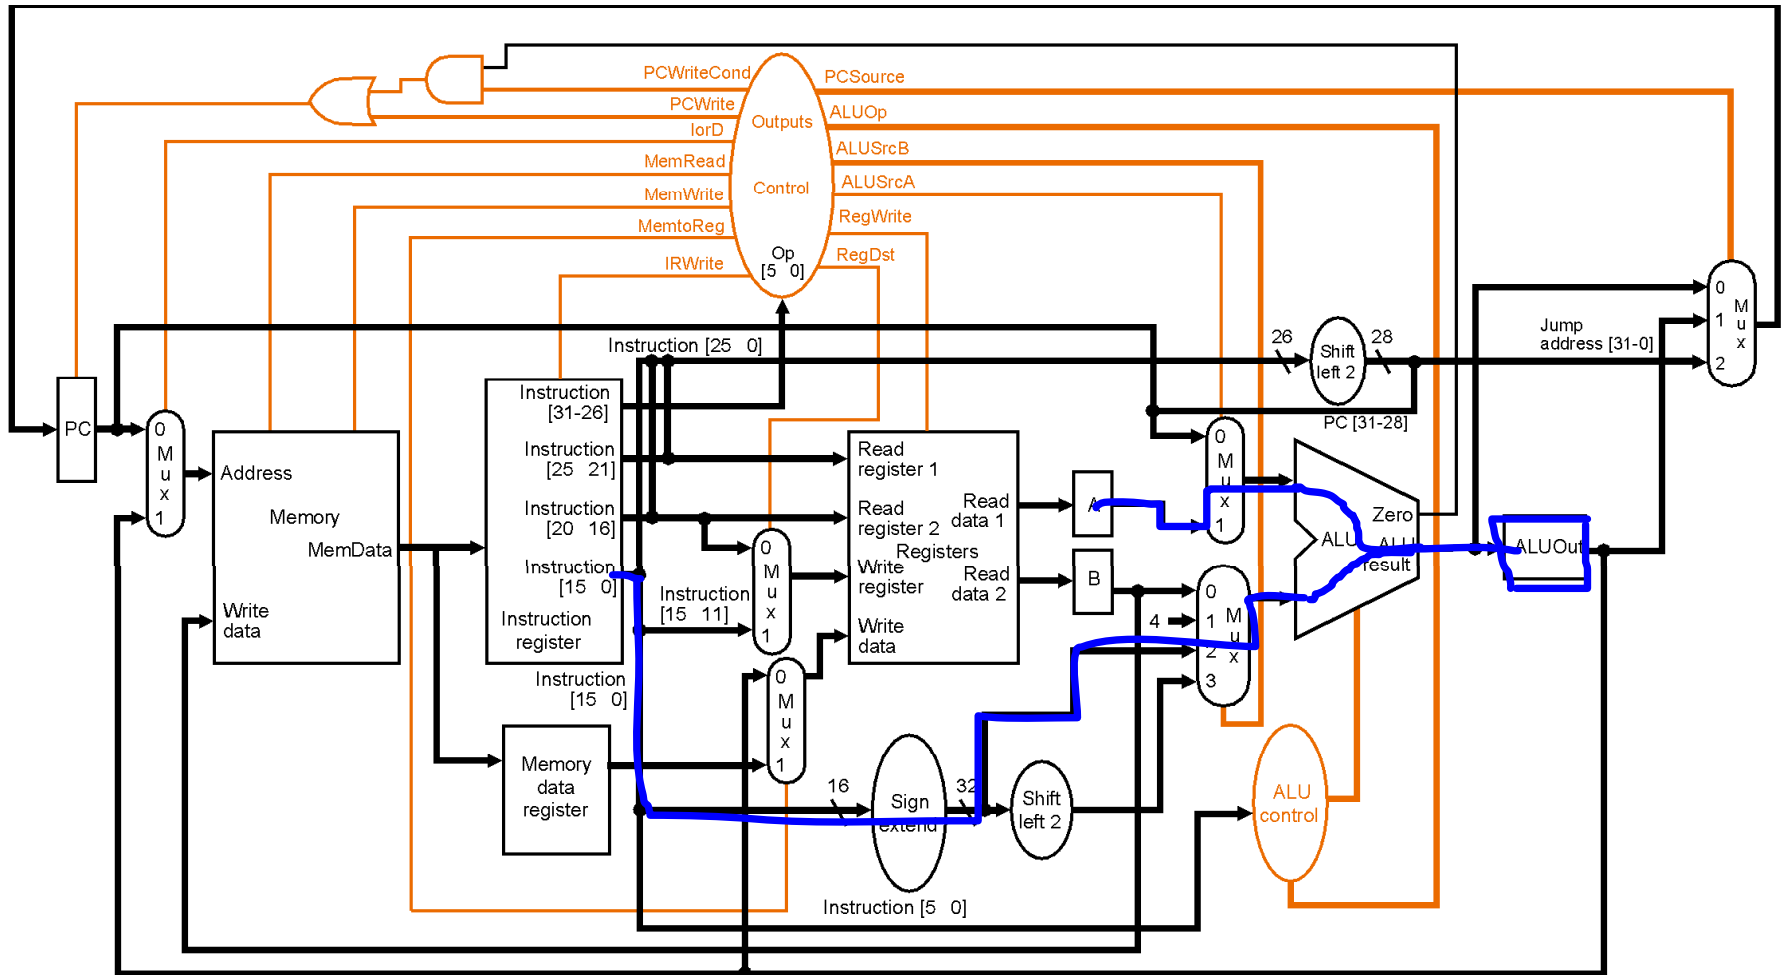 PCWriteCond
PCWrite
IorD
MemRead
MemWrite
MemtoReg
IRWrite
Outputs
Control
Op
[5 0]
PCSource
ALUOp
ALUSrcB
ALUSrcA
RegWrite
RegDst
PC
0
M
u
x
1
Address
Memory
MemData
Write
data
Instruction [25 0]
Instruction
[31-26]
Instruction
[25 21]
Instruction
[20 16]
Instruction
[15 0]
Instruction
register
Instruction
[15 0]
Instruction
[15 11]
0
M
u
x
1
Memory
data
register
0
M
u
x
1
Read
register 1
Read
register 2
Write
register
Write
data
Registers
Read
data 1
Read
data 2
A
B
16
Sign
extend
32
Shift
left 2
Instruction [5 0]
0
M
u
x
1
4
0
1
2
3
M
u
x
ALU
Zero
ALU
result
ALU
control
26
Shift
left 2
28
PC [31-28]
Jump
address [31-0]
ALUOut
0
1
2
M
u
x